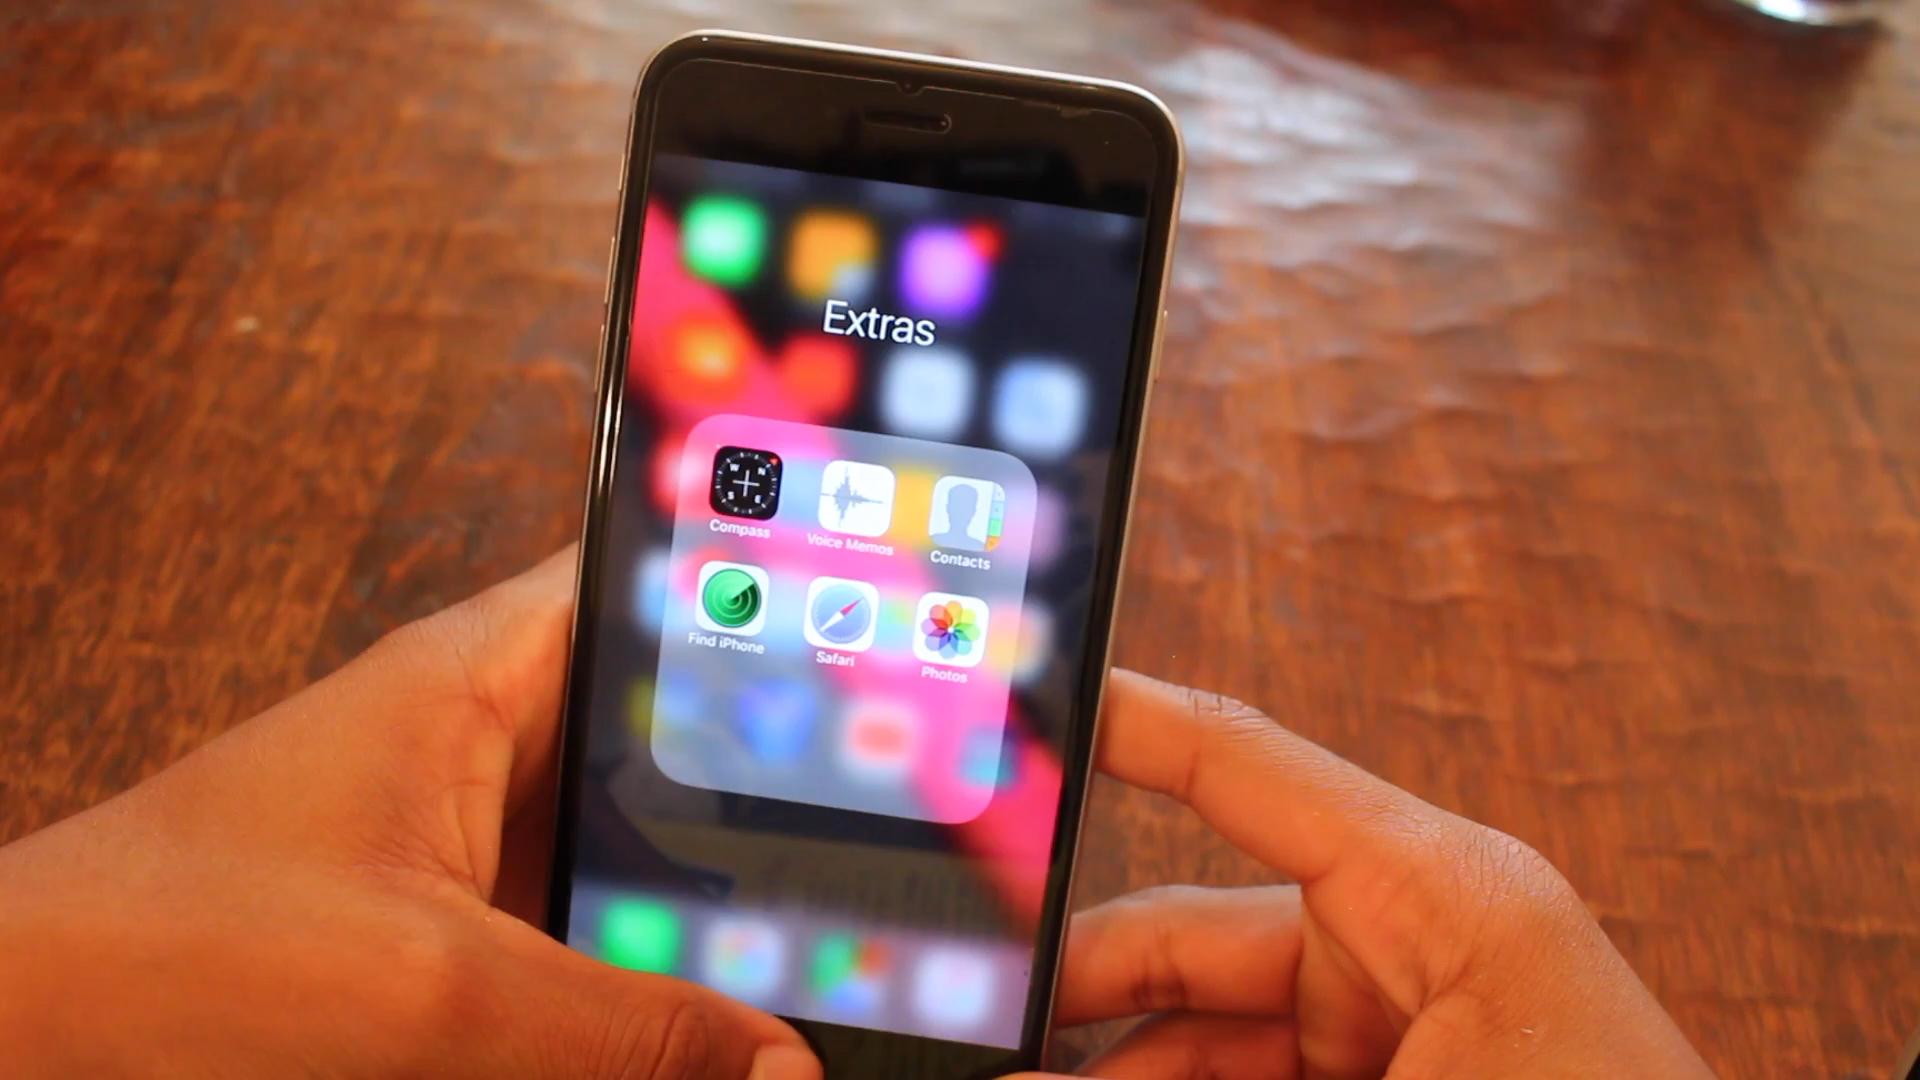 Extras
W N
S E
Compass
Voice Memos
Contacts
Find iPhone
Safari
Photos